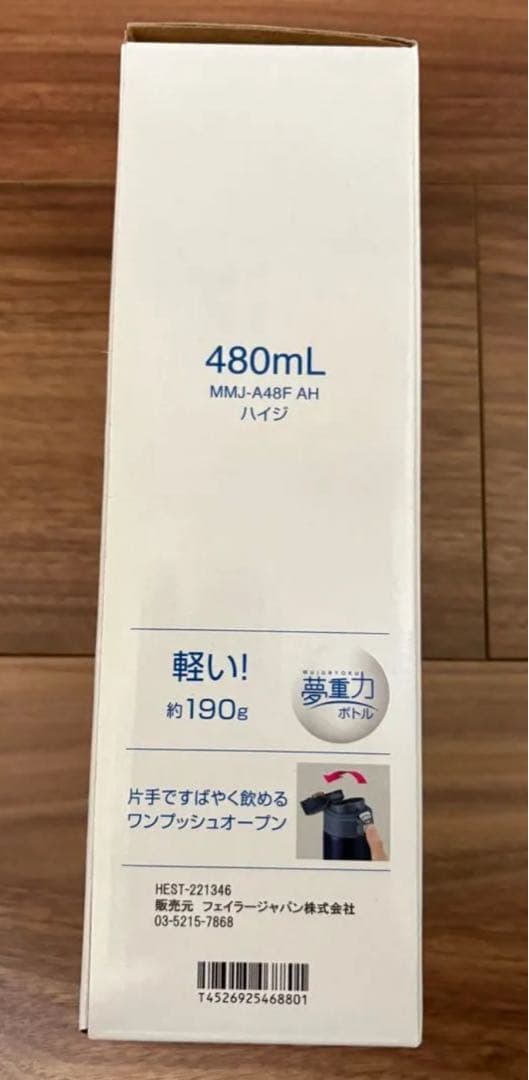 480mL
MMJ-A48F AH
ハイジ
軽い!
約190g
MUJURYOKU
夢重力
ボトル
片手ですばやく飲める
ワンプッシュオープン
HEST-221346
販売元 フェイラージャパン株式会社
03-5215-7868
T4526925468801